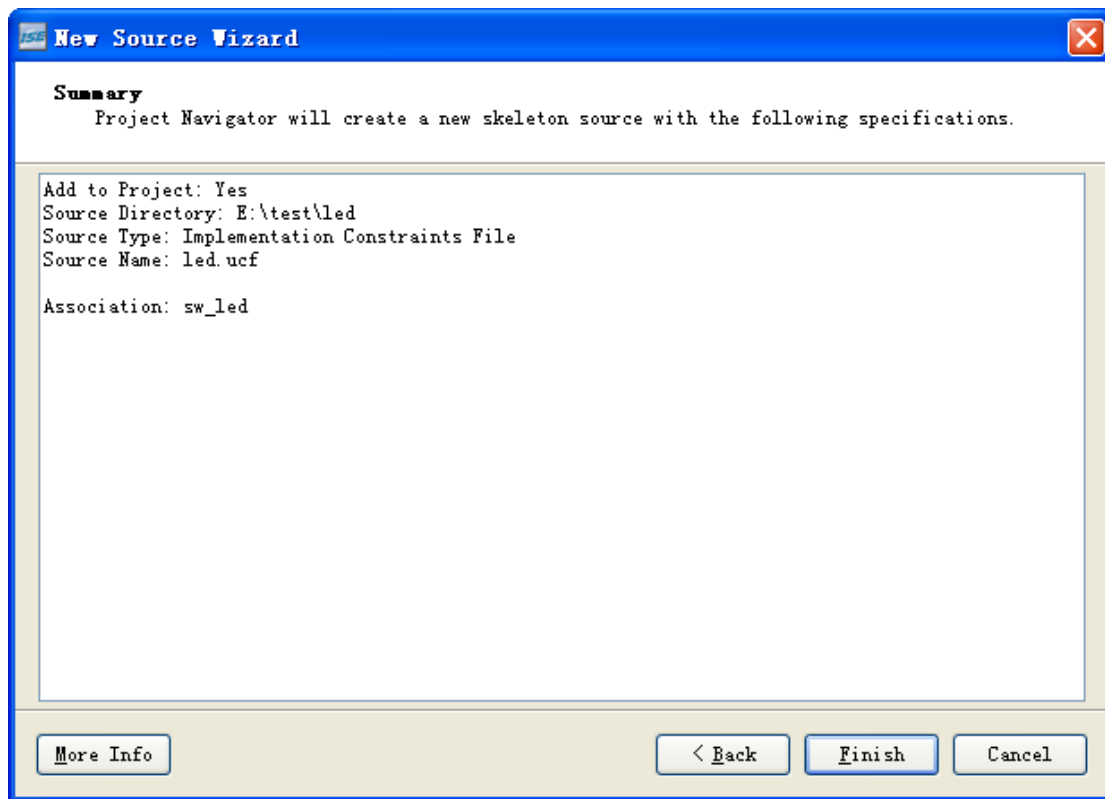 ISE New Source Wizard
Summary
Project Navigator will create a new skeleton source with the following specifications.
Add to Project: Yes
Source Directory: E:\test\led
Source Type: Implementation Constraints File
Source Name: led.ucf
Association: sw_led
More Info
< Back
Finish
Cancel